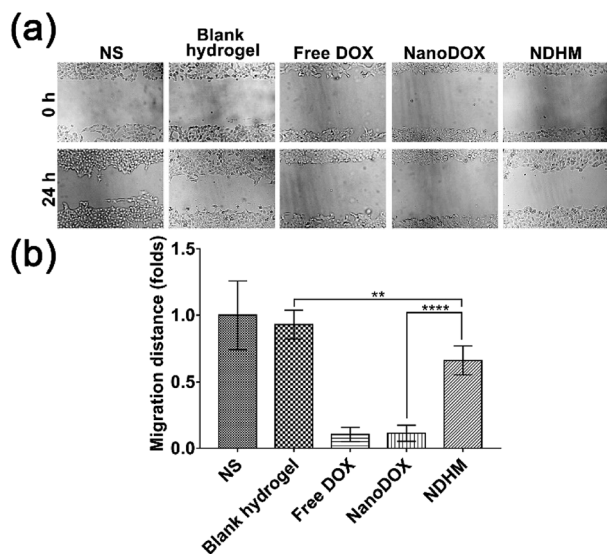 (a)
NS
Blank
hydrogel
Free DOX
NanoDOX
NDHM
0 h
24 h
(b)
Migration distance (folds)
1.5
1.0
0.5
0.0
**
****
NS
Blank hydrogel
Free DOX
NanoDOX
NDHM